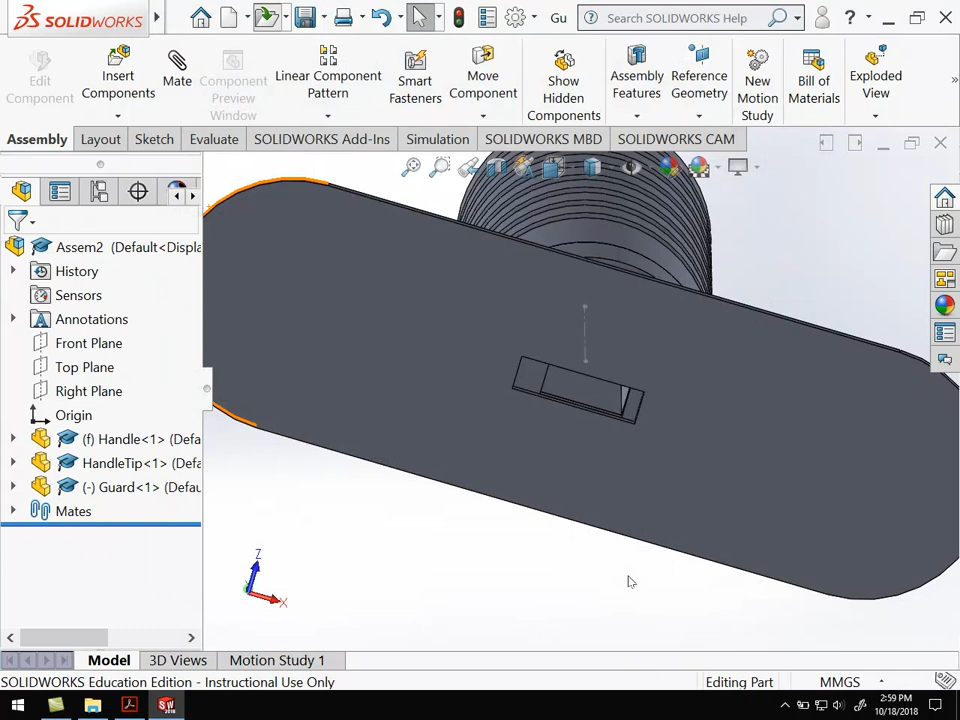 SOLIDWORKS
Gu
Search SOLIDWORKS Help
Edit
Component
Insert
Components
Mate
Component
Preview
Window
Linear Component
Pattern
Smart
Fasteners
Move
Component
Show
Hidden
Components
Assembly
Features
Reference
Geometry
New
Motion
Study
Bill of
Materials
Exploded
View
Assembly
Layout
Sketch
Evaluate
SOLIDWORKS Add-Ins
Simulation
SOLIDWORKS MBD
SOLIDWORKS CAM
Assem2 (Default<Displ
History
Sensors
Annotations
Front Plane
Top Plane
Right Plane
Origin
(f) Handle<1> (Defa
HandleTip<1> (Def
(-) Guard<1> (Defau
Mates
Z
X
Model
3D Views
Motion Study 1
SOLIDWORKS Education Edition - Instructional Use Only
Editing Part
MMGS
2:59 PM
10/18/2018